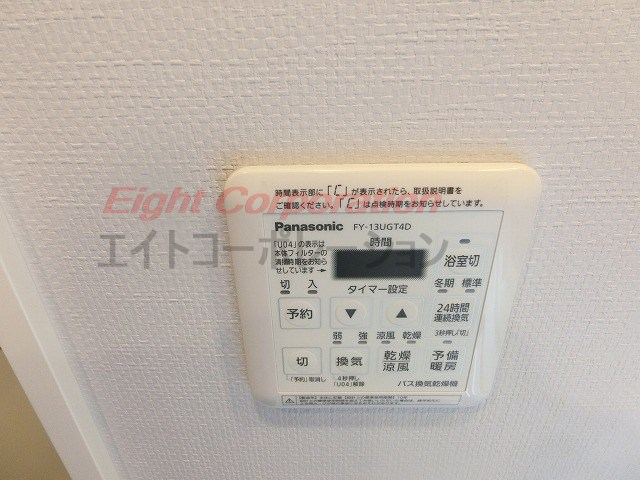 時間表示部に「[」が表示されたら、取扱説明書を
ご確認ください。「[」は点検時期をお知らせしています。
Eight Corporation
Panasonic FY-13UGT4D
エイトコーポレーション
「U04」の表示は
本体フィルターの
清掃時期をお知ら
せしています
時間
浴室切
切 入
タイマー設定
冬期 標準
予約
▼
▲
24時間
連続換気
弱 強 涼風 乾燥
3秒押し「切」
切
換気
乾燥
涼風
予備
暖房
「予約」取消し
4秒押し
「U04」解除
バス換気乾燥機